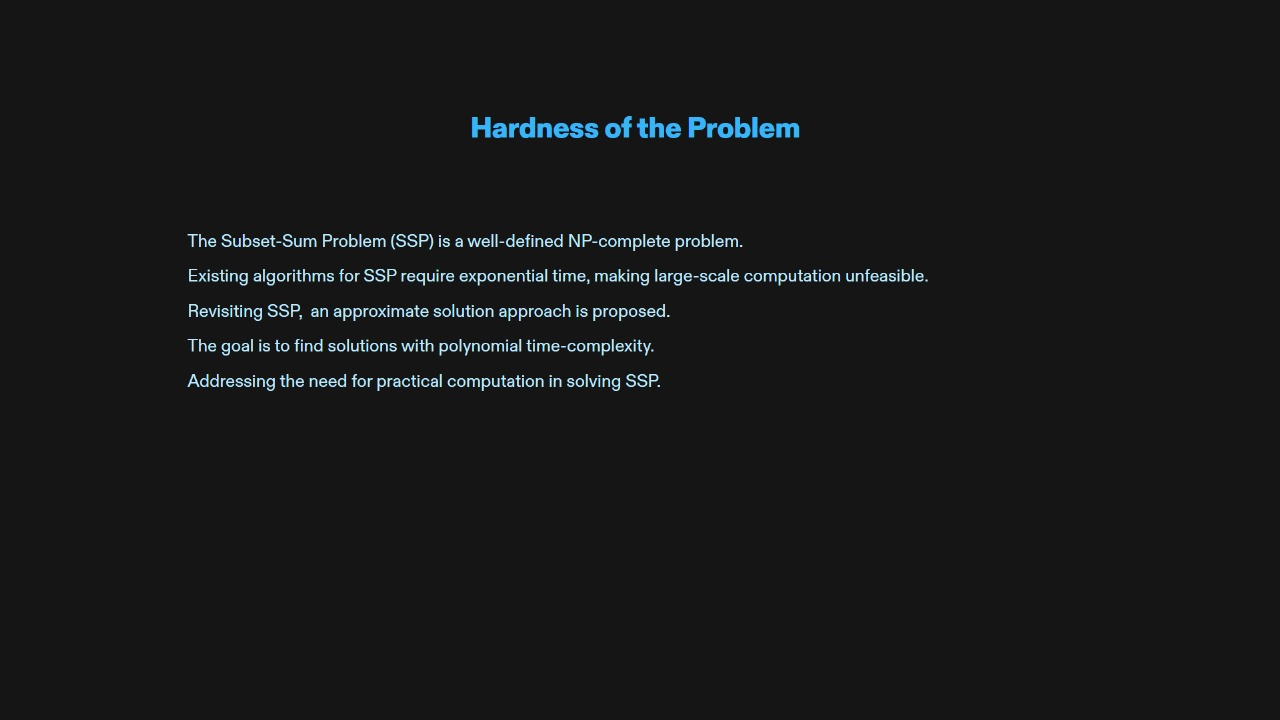 Hardness of the Problem
The Subset-Sum Problem (SSP) is a well-defined NP-complete problem.
Existing algorithms for SSP require exponential time, making large-scale computation unfeasible.
Revisiting SSP,  an approximate solution approach is proposed.
The goal is to find solutions with polynomial time-complexity.
Addressing the need for practical computation in solving SSP.